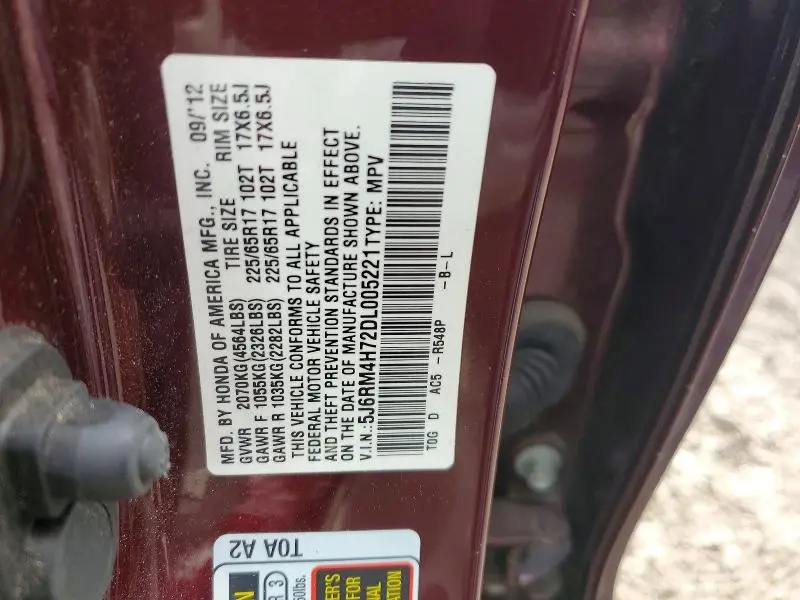 MFD. BY HONDA OF AMERICA MFG., INC. 09/'12
TIRE SIZE RIM SIZE
GVWR 2070KG(4564LBS)
GAWR F 1055KG(2326LBS) 225/65R17 102T 17X6.5J
GAWR R 1035KG(2282LBS) 225/65R17 102T 17X6.5J
THIS VEHICLE CONFORMS TO ALL APPLICABLE
FEDERAL MOTOR VEHICLE SAFETY
AND THEFT PREVENTION STANDARDS IN EFFECT
ON THE DATE OF MANUFACTURE SHOWN ABOVE.
V.I.N.:5J6RM4H72DL005221TYPE: MPV
T0G D AC5 -R548P -B-L
T0A A2
R 3